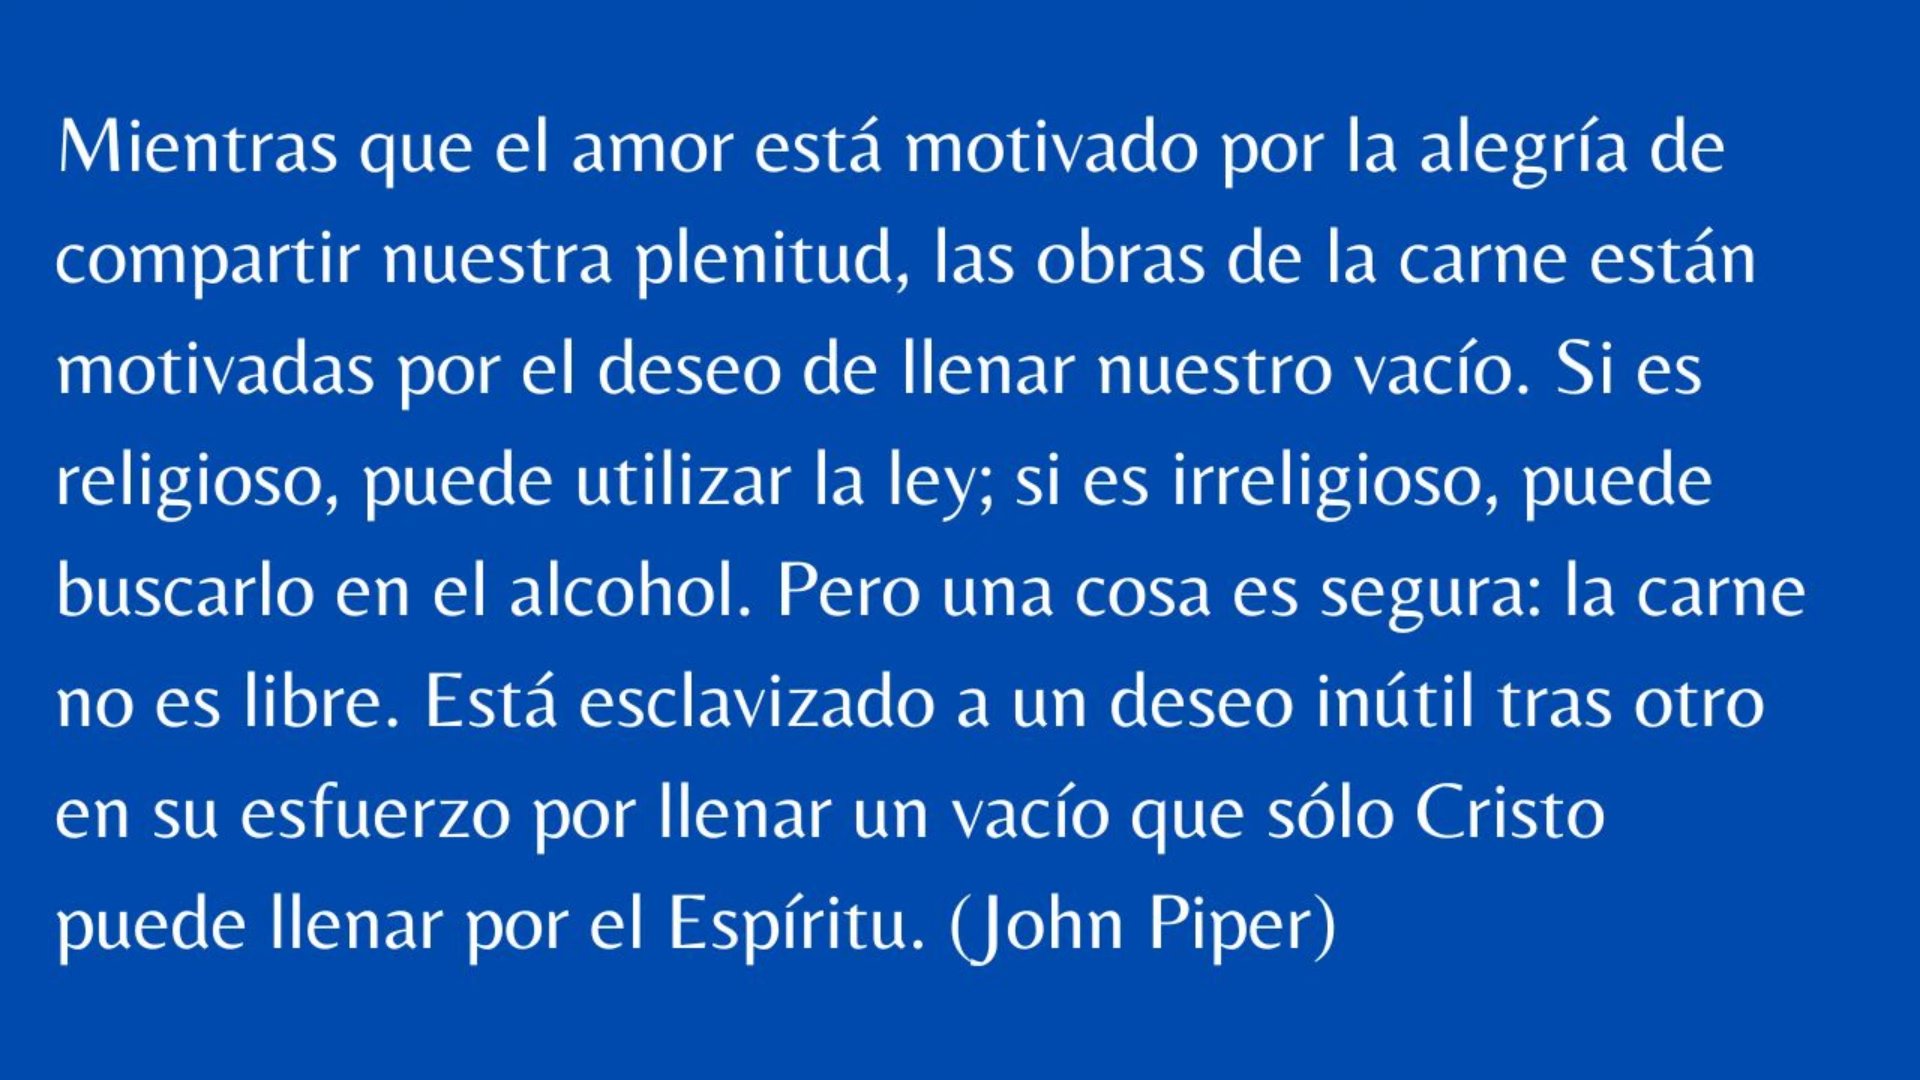 Mientras que el amor está motivado por la alegría de
compartir nuestra plenitud, las obras de la carne están
motivadas por el deseo de llenar nuestro vacío. Si es
religioso, puede utilizar la ley; si es irreligioso, puede
buscarlo en el alcohol. Pero una cosa es segura: la carne
no es libre. Está esclavizado a un deseo inútil tras otro
en su esfuerzo por llenar un vacío que sólo Cristo
puede llenar por el Espíritu. (John Piper)